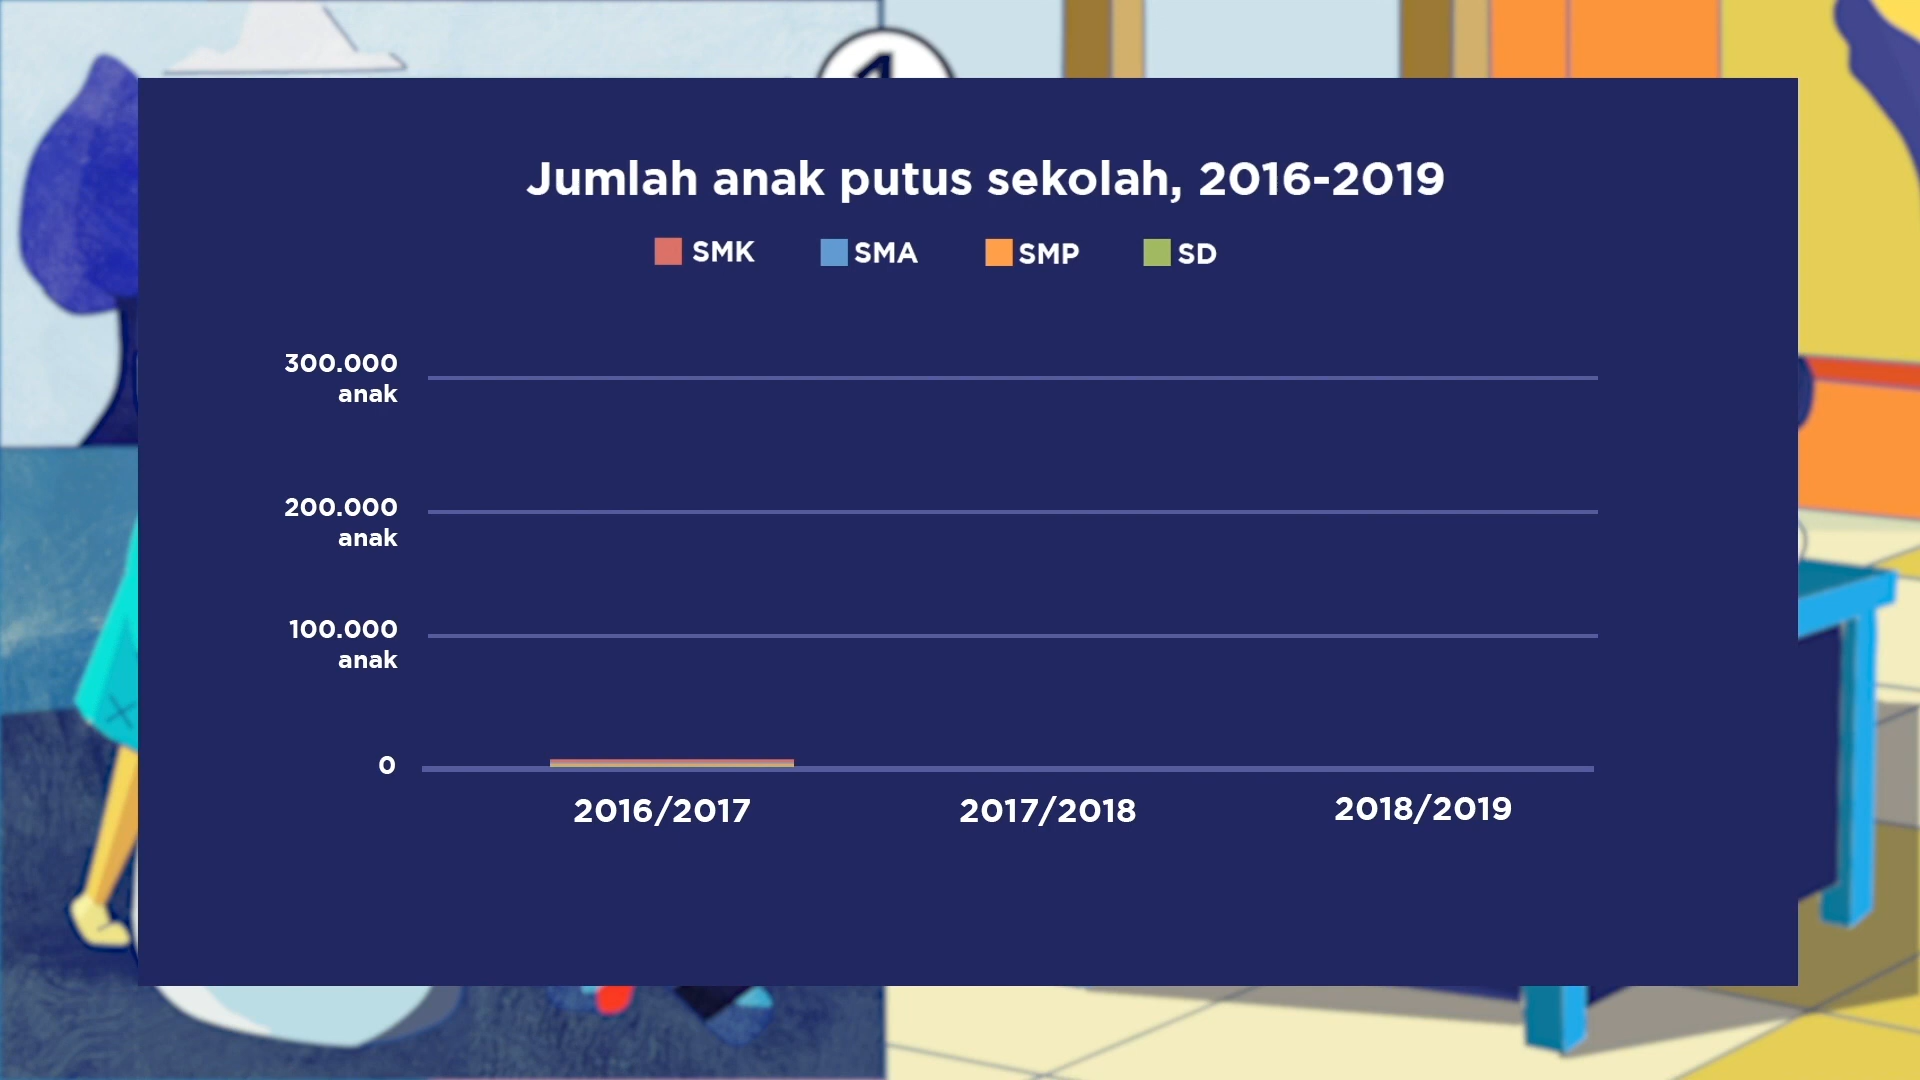 Jumlah anak putus sekolah, 2016-2019
SMK SMA SMP SD
300.000
anak
200.000
anak
100.000
anak
0
2016/2017 2017/2018 2018/2019